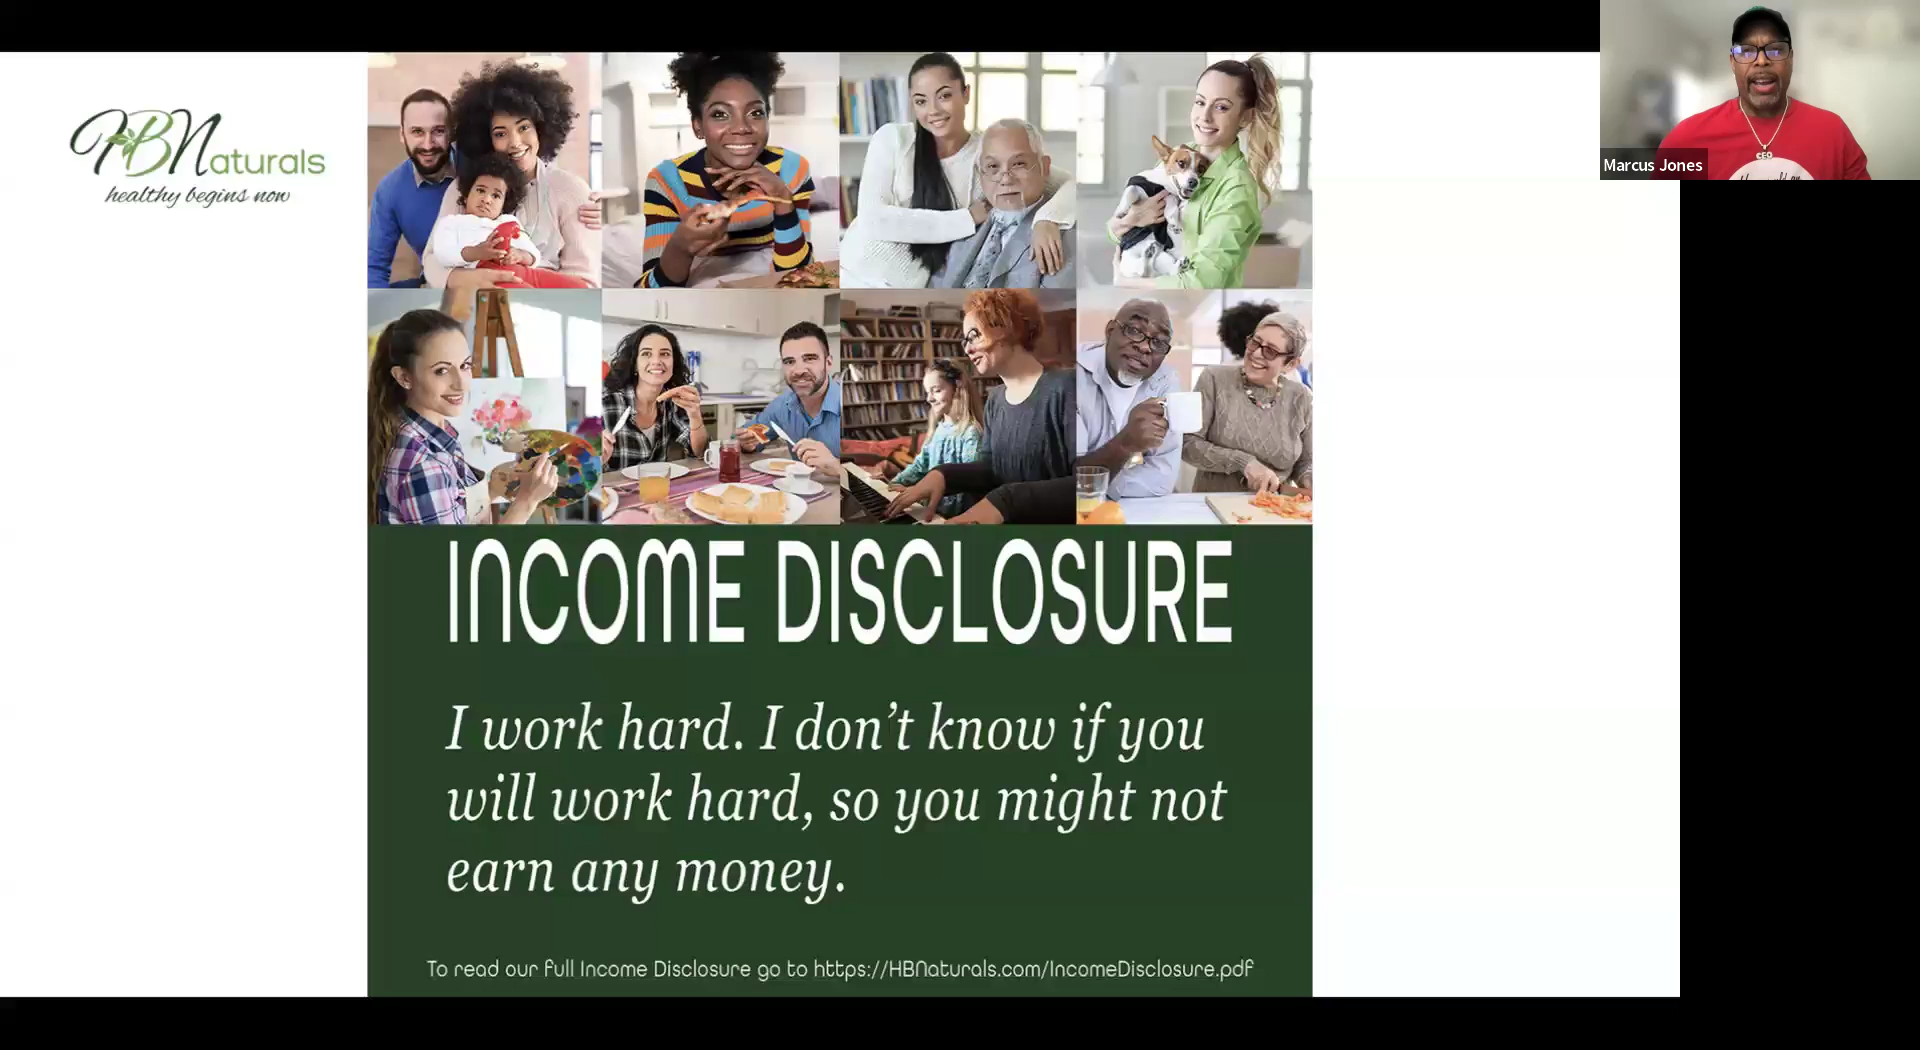 HBNaturals
healthy begins now
Marcus Jones
CEO
INCOME DISCLOSURE
I work hard. I don’t know if you
will work hard, so you might not
earn any money.
To read our full Income Disclosure go to https://HBNaturals.com/IncomeDisclosure.pdf